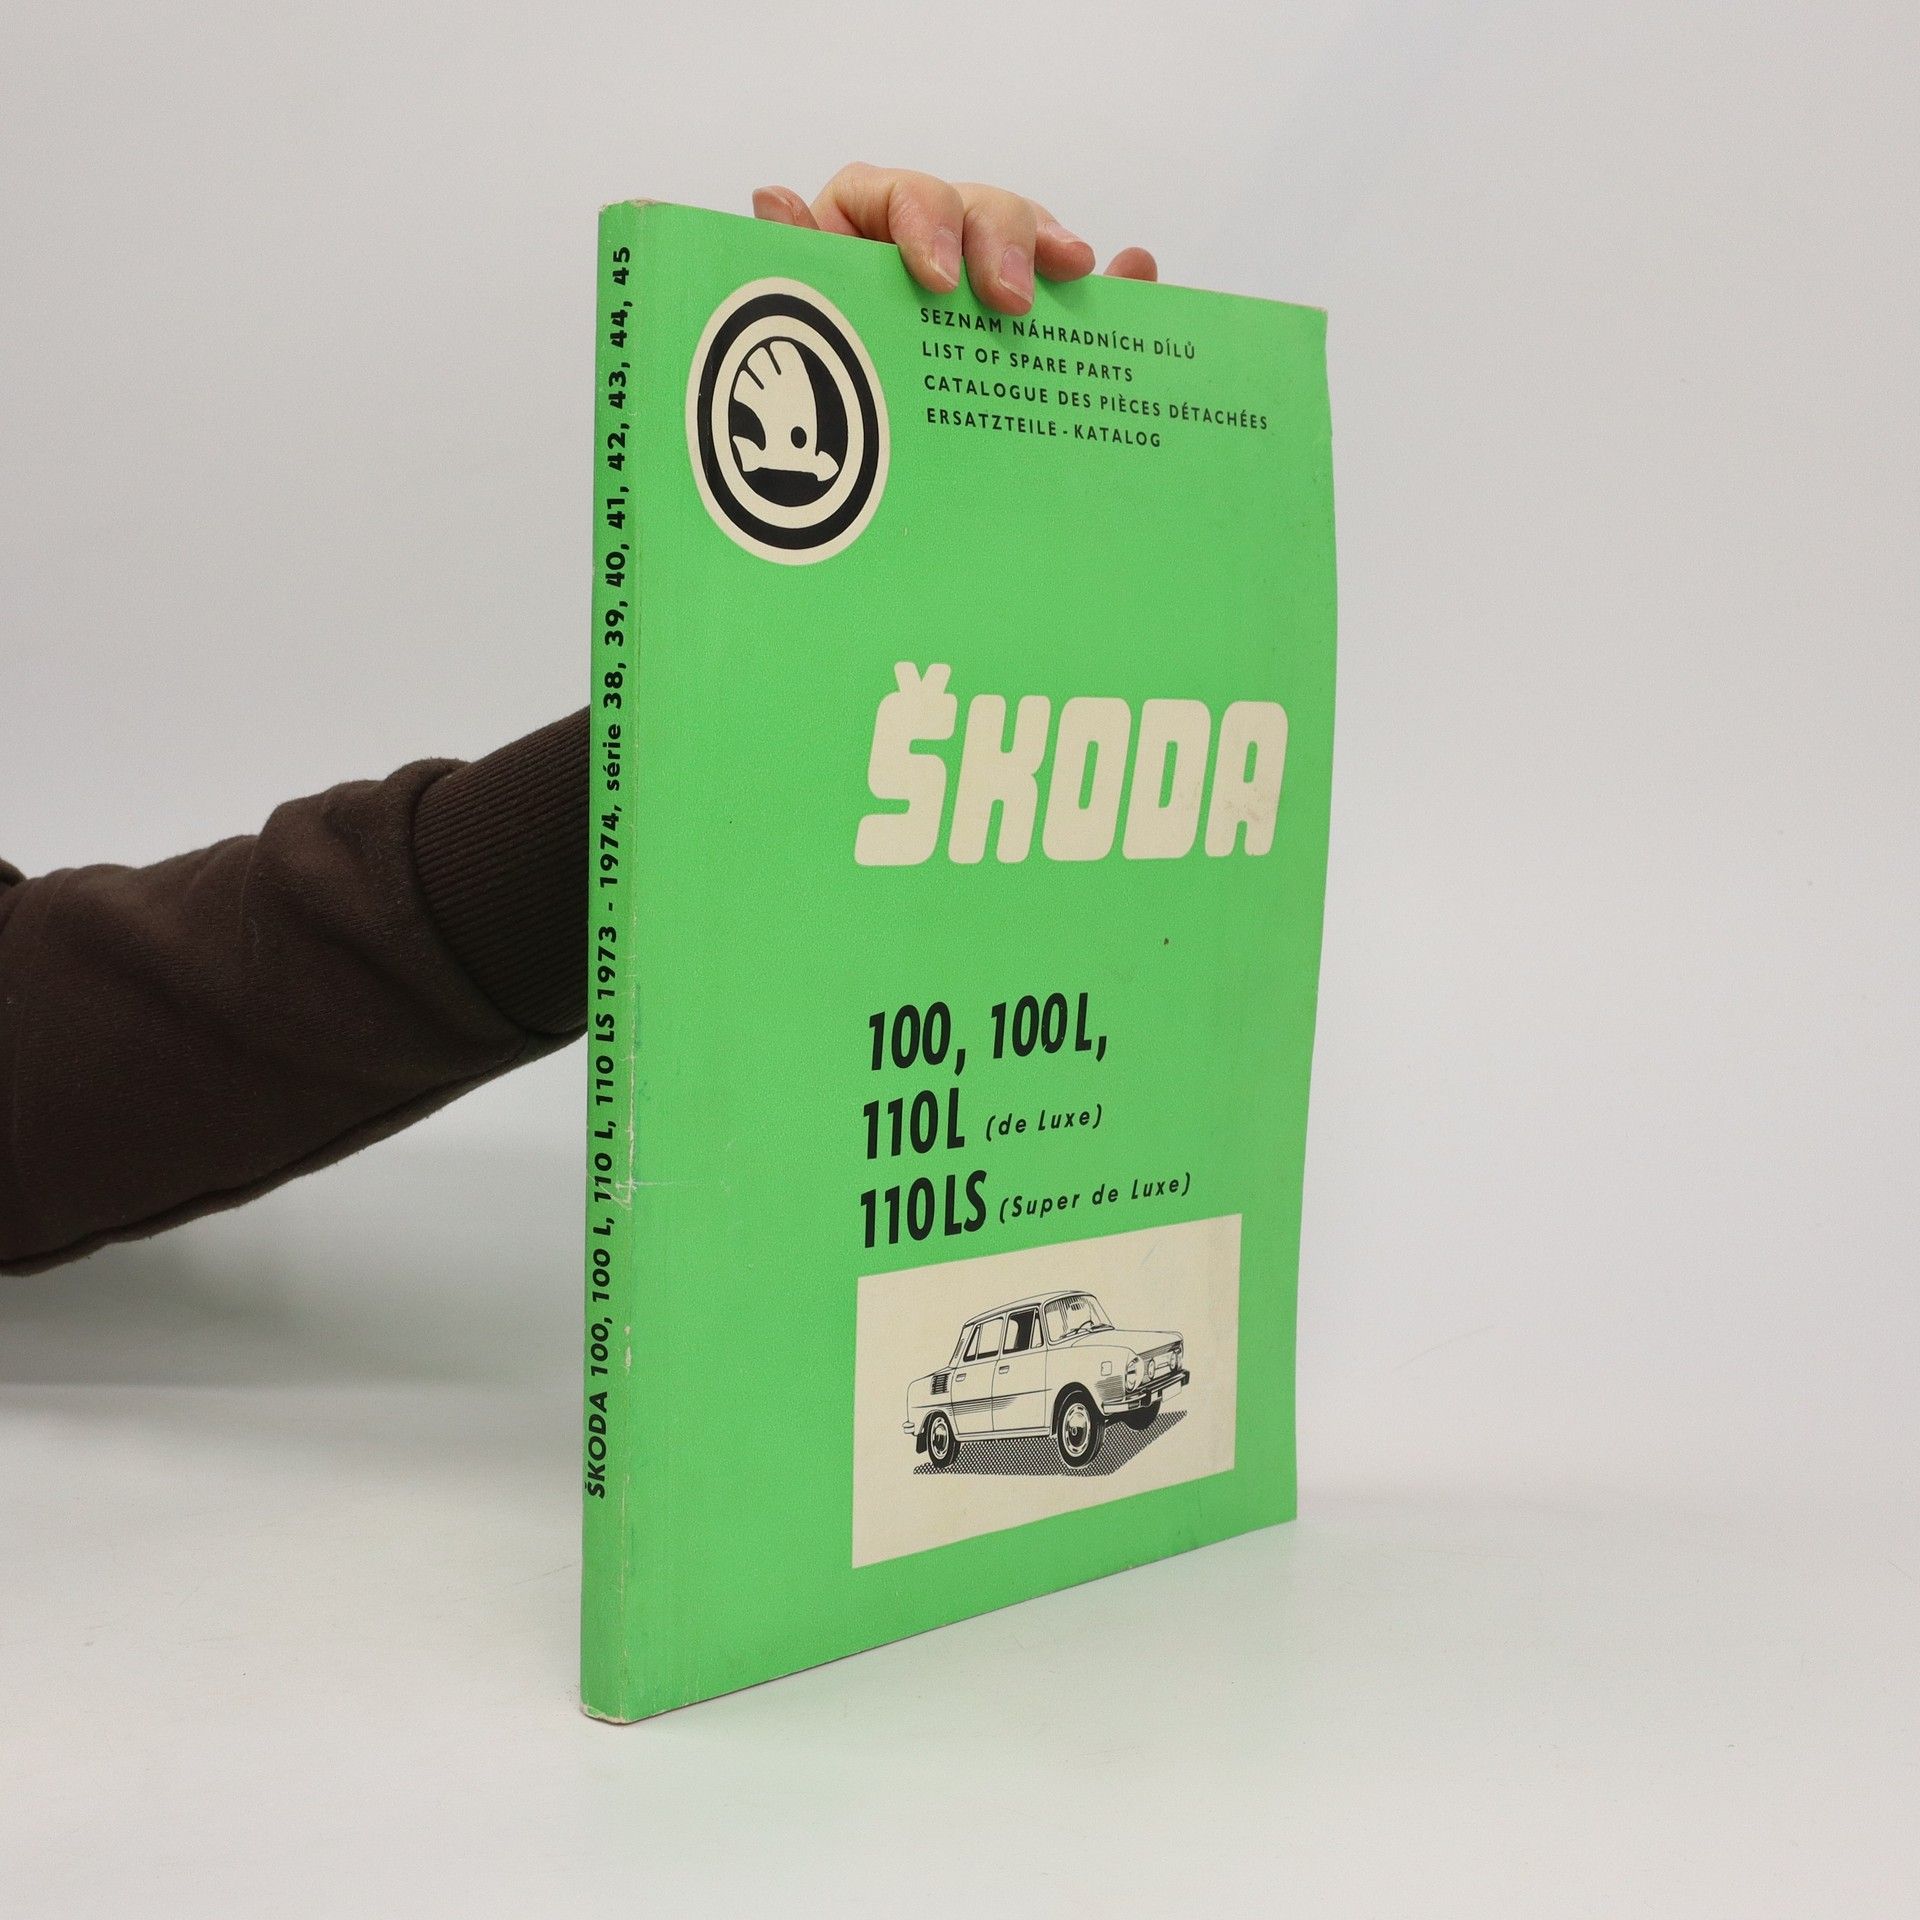 ŠKODA 100, 100 L, 110 L, 110 LS 1973 - 1974, série 38, 39, 40, 41, 42, 43, 44, 45
SEZNAM NÁHRADNÍCH DÍLŮ
LIST OF SPARE PARTS
CATALOGUE DES PIÈCES DÉTACHÉES
ERSATZTEILE-KATALOG
ŠKODA
100, 100L,
110L (de Luxe)
110LS (Super de Luxe)